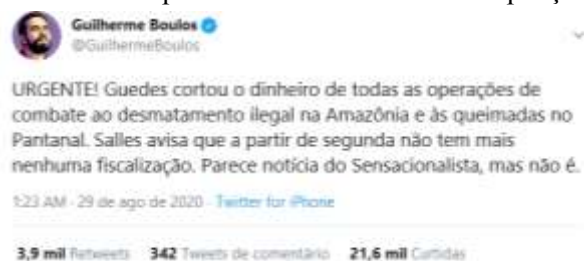 Guilherme Boulos
@GuilhermeBoulos
URGENTE! Guedes cortou o dinheiro de todas as operações de
combate ao desmatamento ilegal na Amazônia e às queimadas no
Pantanal. Salles avisa que a partir de segunda não tem mais
nenhuma fiscalização. Parece notícia do Sensacionalista, mas não é.
1:23 AM · 29 de ago de 2020 · Twitter for iPhone
3,9 mil Retweets 342 Tweets de comentário 21,6 mil Curtidas